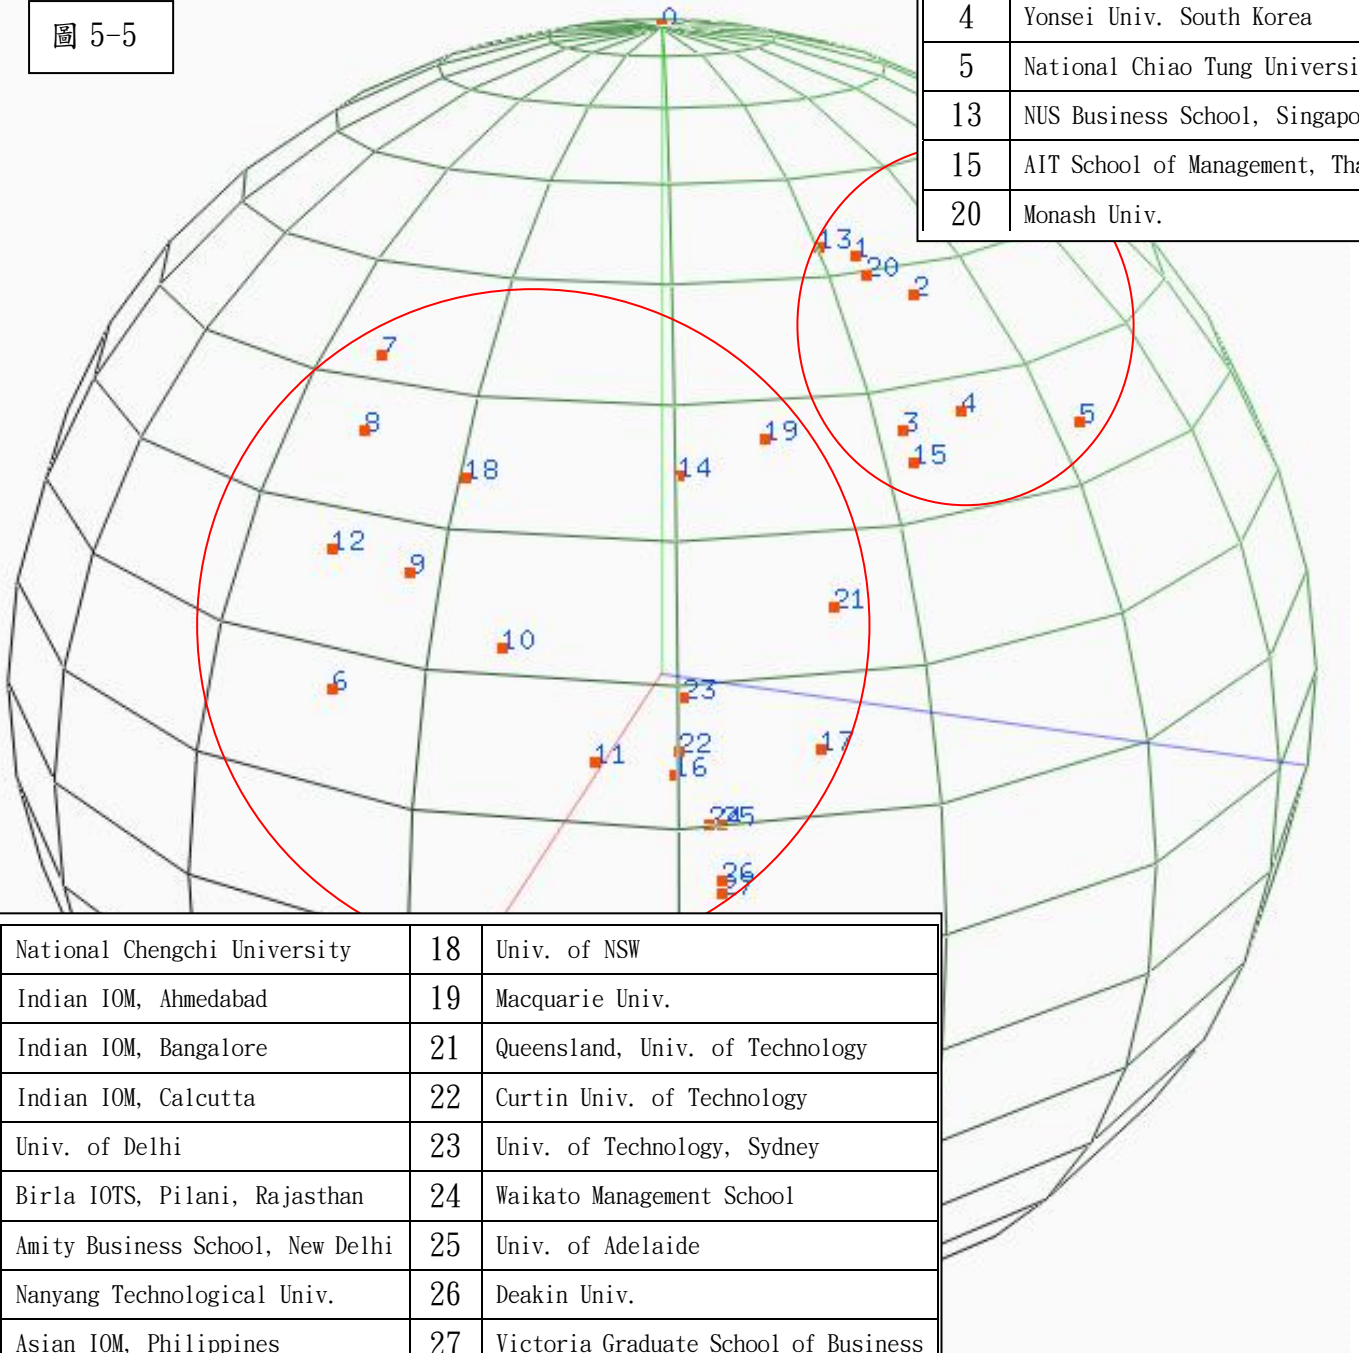 圖 5-5
0
4 Yonsei Univ. South Korea
5 National Chiao Tung Universi
13 NUS Business School, Singapo
15 AIT School of Management, Tha
20 Monash Univ.
13
1
20
2
7
8
18
19
14
3
4
5
15
12
9
10
21
6
23
22
11
16
17
24
25
26
27
National Chengchi University 18 Univ. of NSW
Indian IOM, Ahmedabad 19 Macquarie Univ.
Indian IOM, Bangalore 21 Queensland, Univ. of Technology
Indian IOM, Calcutta 22 Curtin Univ. of Technology
Univ. of Delhi 23 Univ. of Technology, Sydney
Birla IOTS, Pilani, Rajasthan 24 Waikato Management School
Amity Business School, New Delhi 25 Univ. of Adelaide
Nanyang Technological Univ. 26 Deakin Univ.
Asian IOM, Philippines 27 Victoria Graduate School of Business